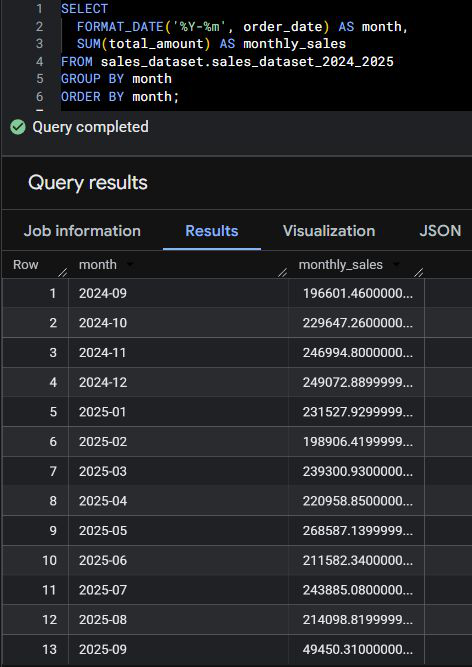 1 SELECT
2 FORMAT_DATE('%Y-%m', order_date) AS month,
3 SUM(total_amount) AS monthly_sales
4 FROM sales_dataset.sales_dataset_2024_2025
5 GROUP BY month
6 ORDER BY month;
Query completed
Query results
Job information Results Visualization JSON
Row month monthly_sales
1 2024-09 196601.4600000...
2 2024-10 229647.2600000...
3 2024-11 246994.8000000...
4 2024-12 249072.8899999...
5 2025-01 231527.9299999...
6 2025-02 198906.4199999...
7 2025-03 239300.9300000...
8 2025-04 220958.8500000...
9 2025-05 268587.1399999...
10 2025-06 211582.3400000...
11 2025-07 243885.0800000...
12 2025-08 214098.8199999...
13 2025-09 49450.31000000...